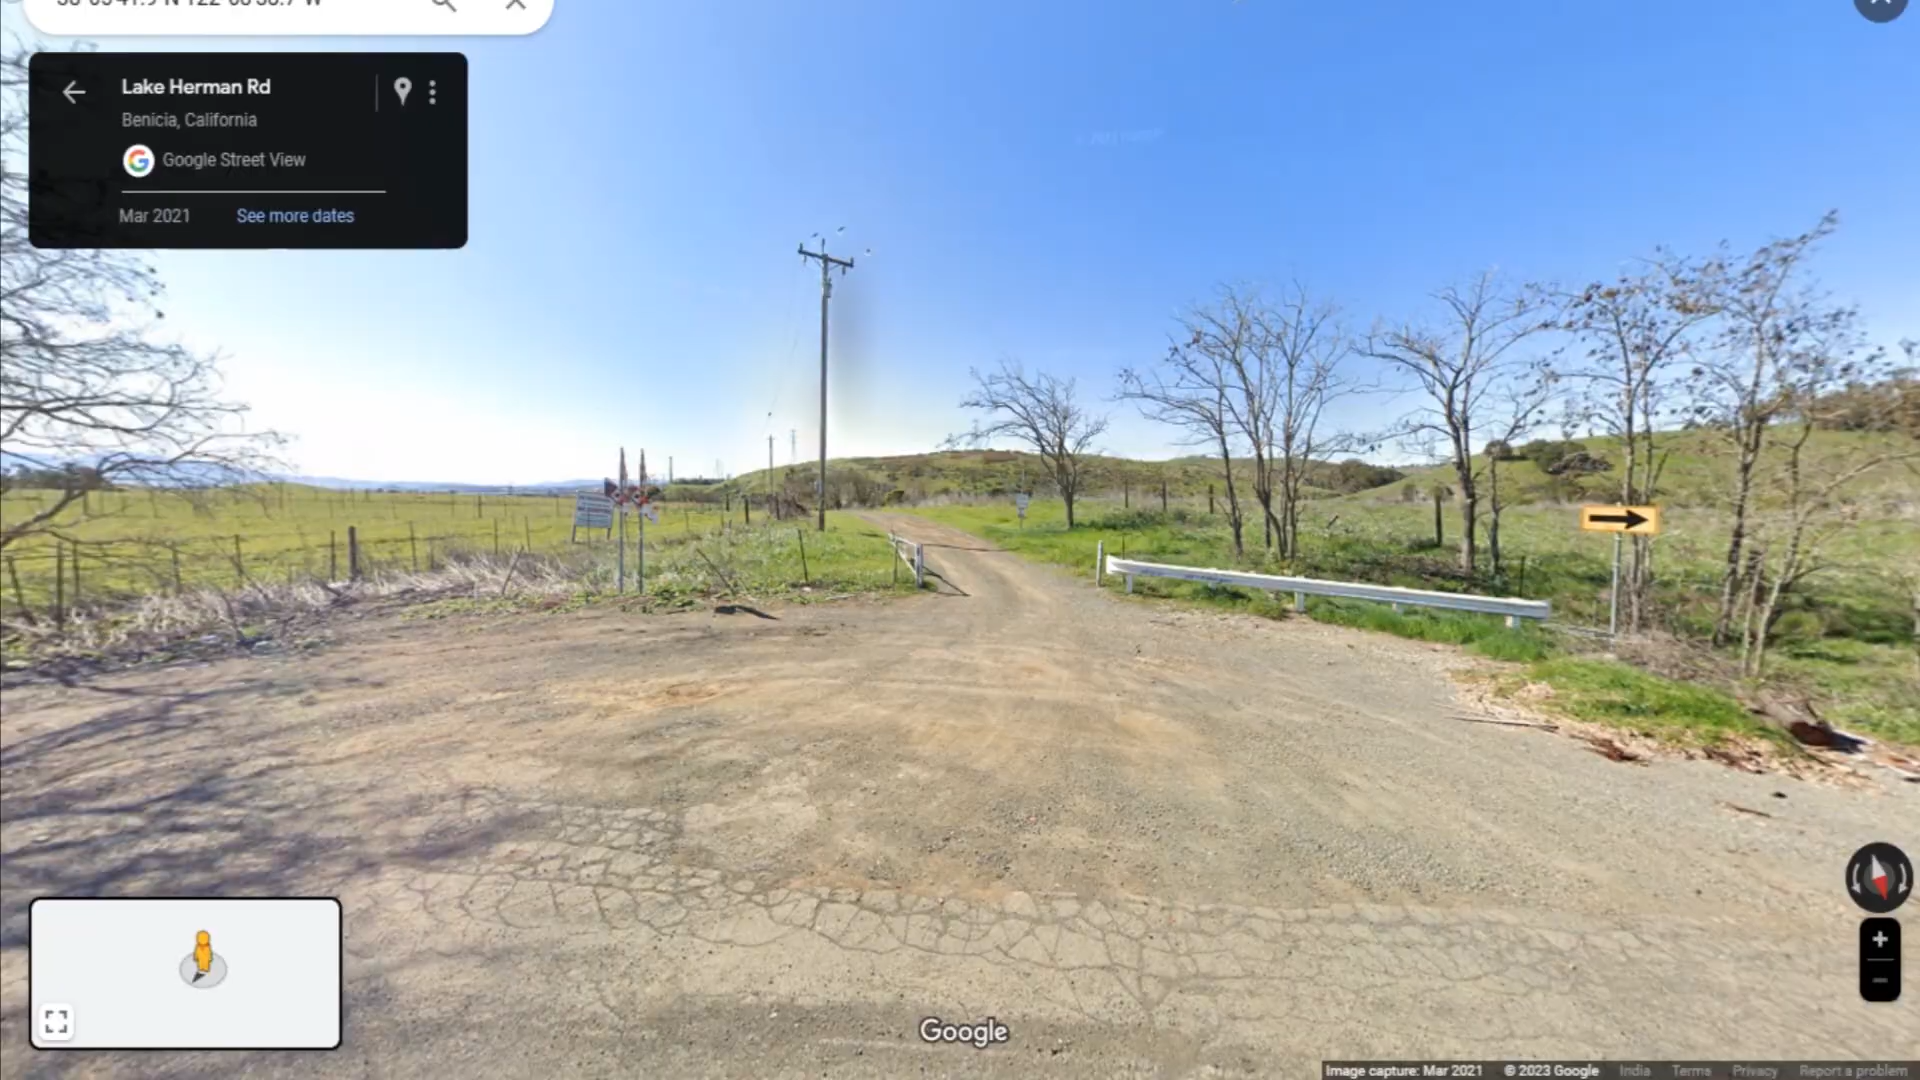 Lake Herman Rd
Benicia, California
Google Street View
Mar 2021 See more dates
Google
Image capture: Mar 2021 © 2023 Google India Terms Privacy Report a problem